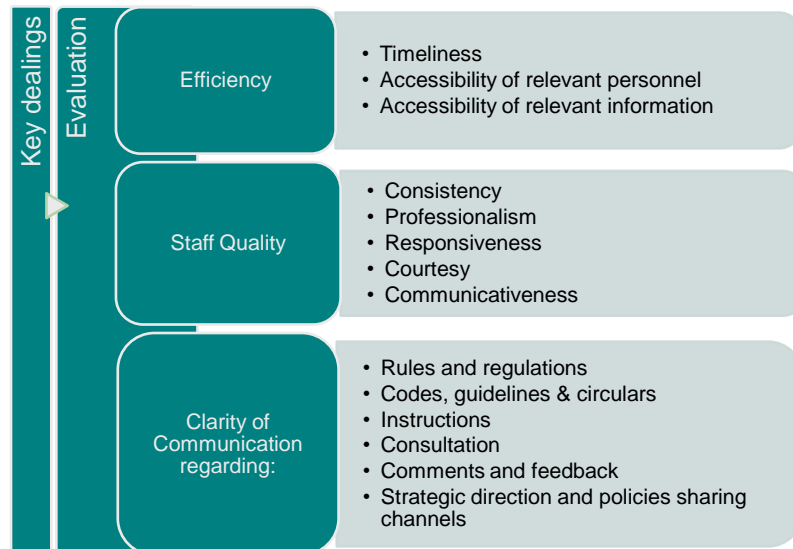 Key dealings
Evaluation
Efficiency
• Timeliness
• Accessibility of relevant personnel
• Accessibility of relevant information
Staff Quality
• Consistency
• Professionalism
• Responsiveness
• Courtesy
• Communicativeness
Clarity of
Communication
regarding:
• Rules and regulations
• Codes, guidelines & circulars
• Instructions
• Consultation
• Comments and feedback
• Strategic direction and policies sharing
channels